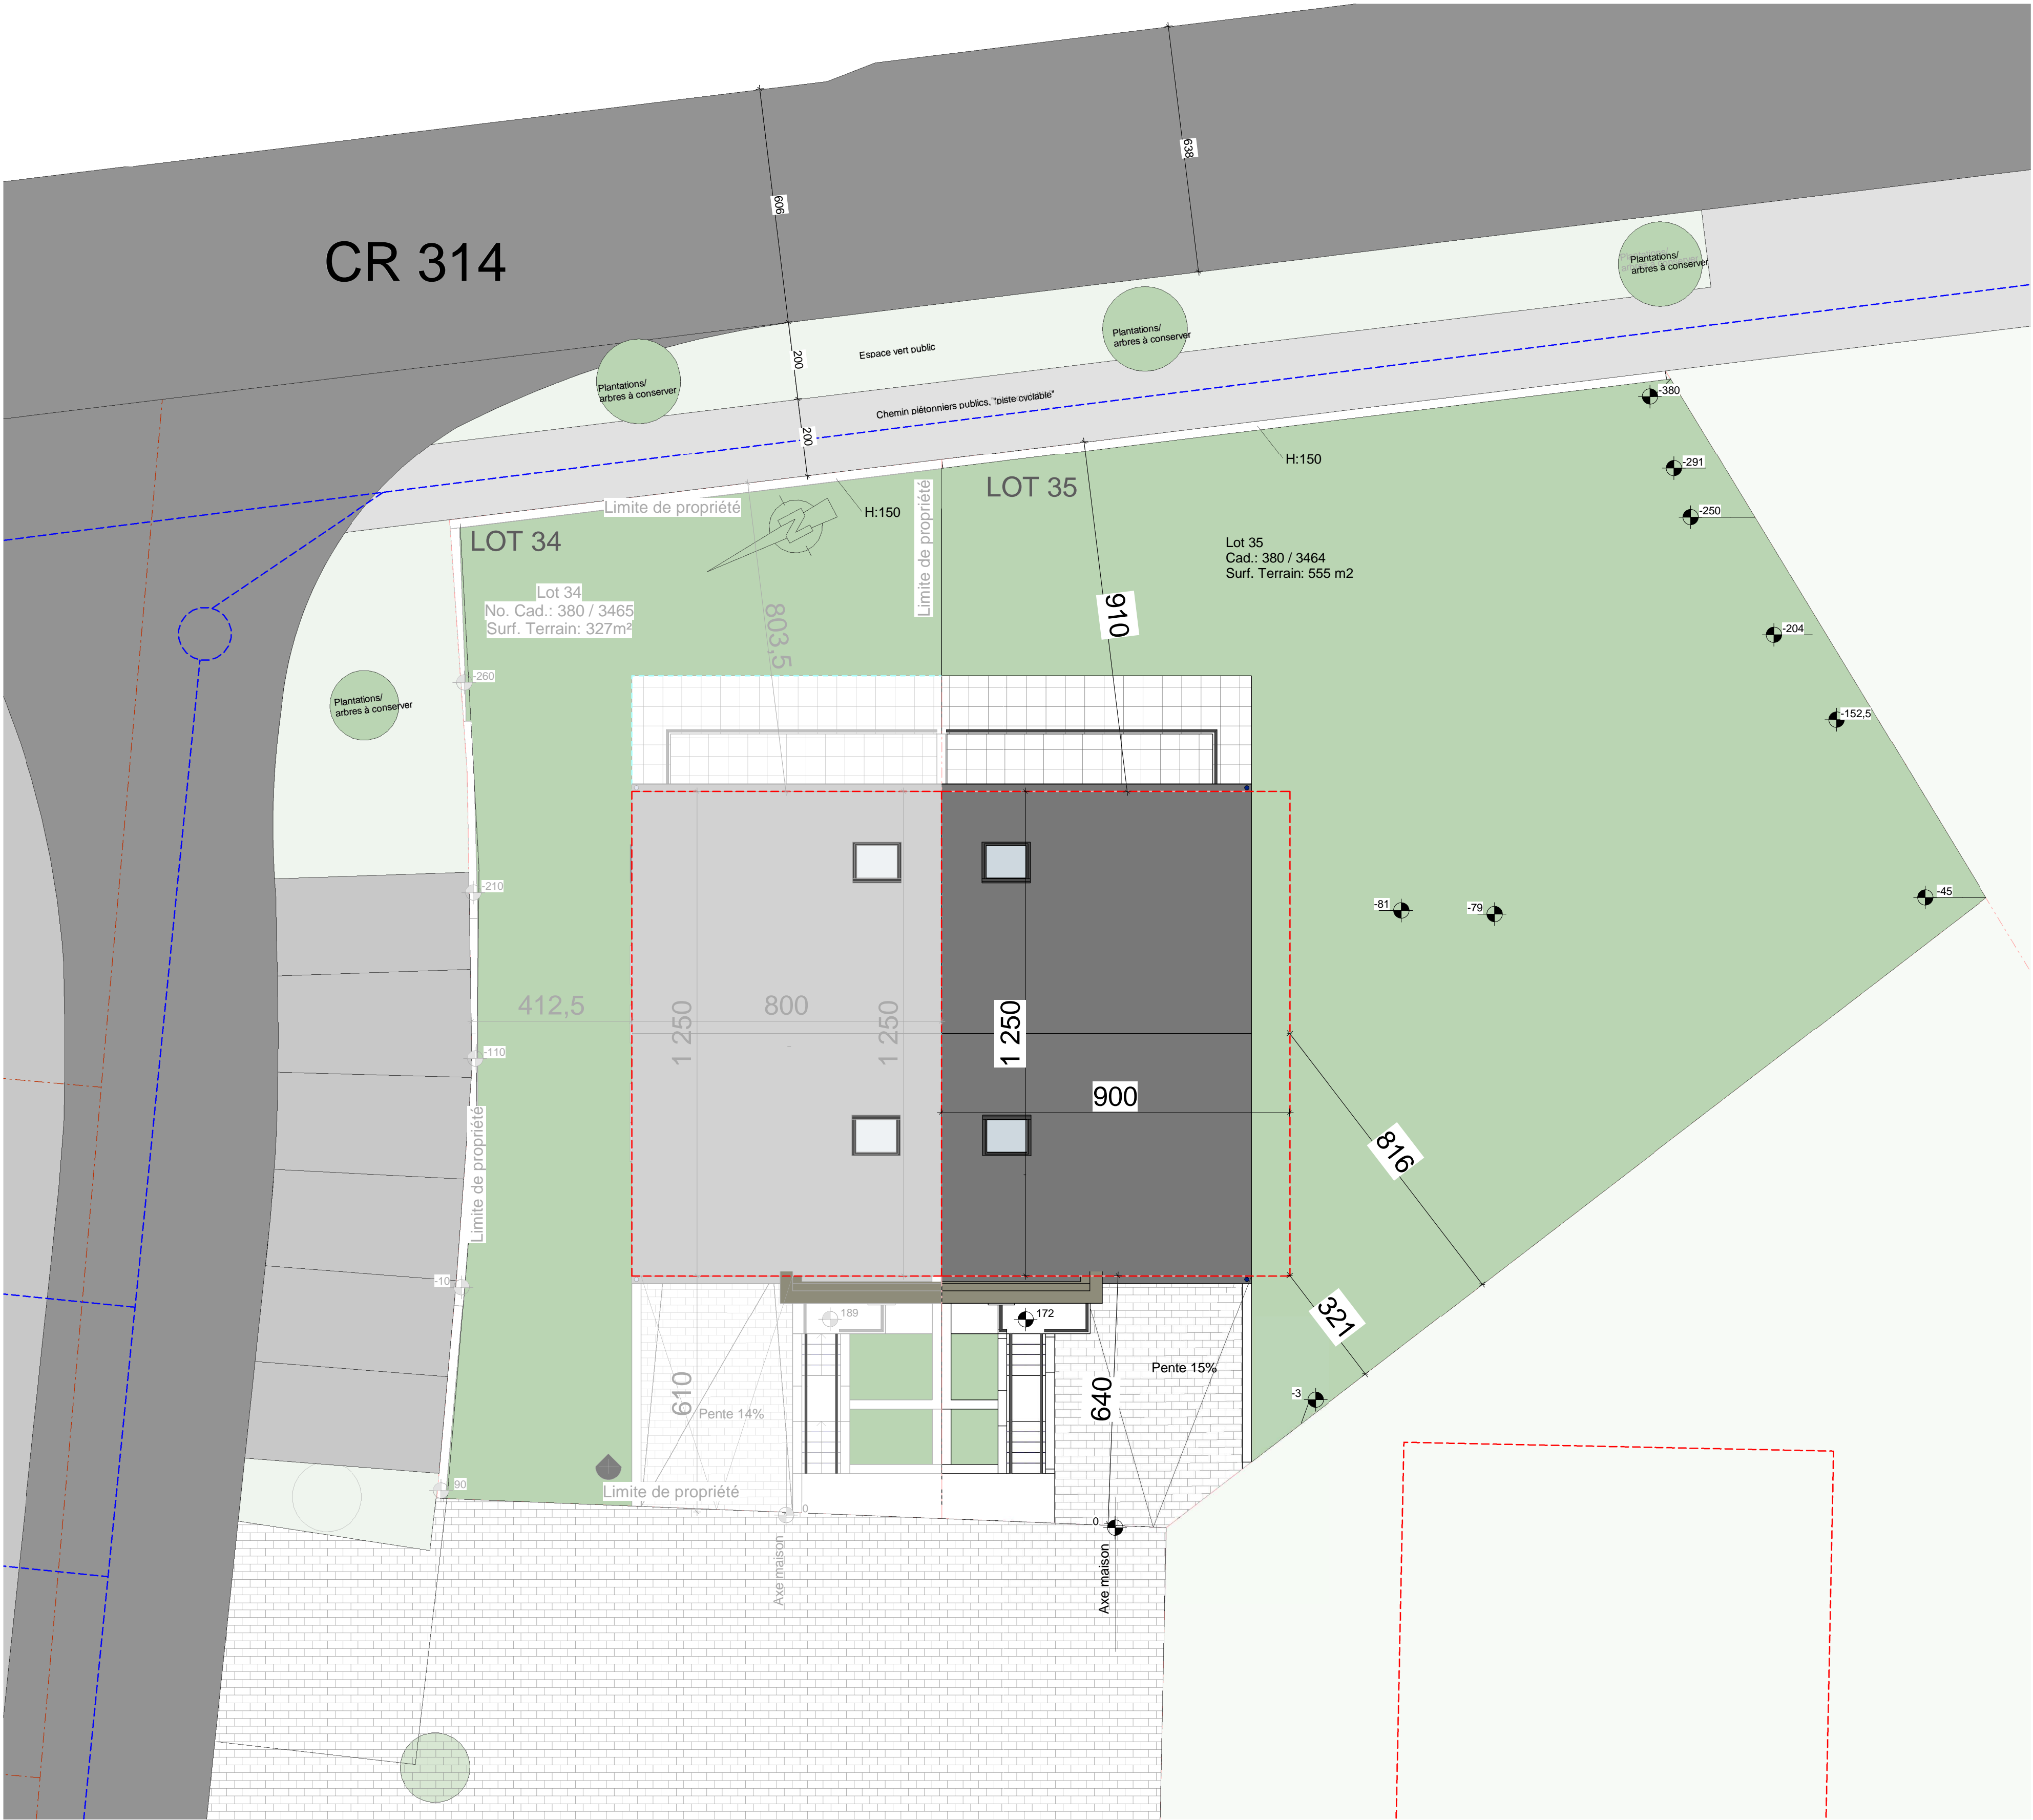 638
606
CR 314
Plantations/
arbres à conserver
Plantations/
arbres à conserver
Espace vert public
200
Plantations/
arbres à conserver
-380
Chemin piétonniers publics, "piste cyclable"
200
H:150
-291
LOT 35
Limite de propriété
H:150
-250
Limite de propriété
LOT 34
Lot 35
Cad.: 380 / 3464
Surf. Terrain: 555 m2
Lot 34
No. Cad.: 380 / 3465
Surf. Terrain: 327m²
N
803,5
910
-204
-260
Plantations/
arbres à conserver
-152,5
-210
-81
-79
-45
412,5
1 250
800
1 250
1 250
-110
900
816
Limite de propriété
-10
189
172
321
Pente 15%
610
640
-3
Pente 14%
90
Limite de propriété
0
0
Axe maison
Axe maison